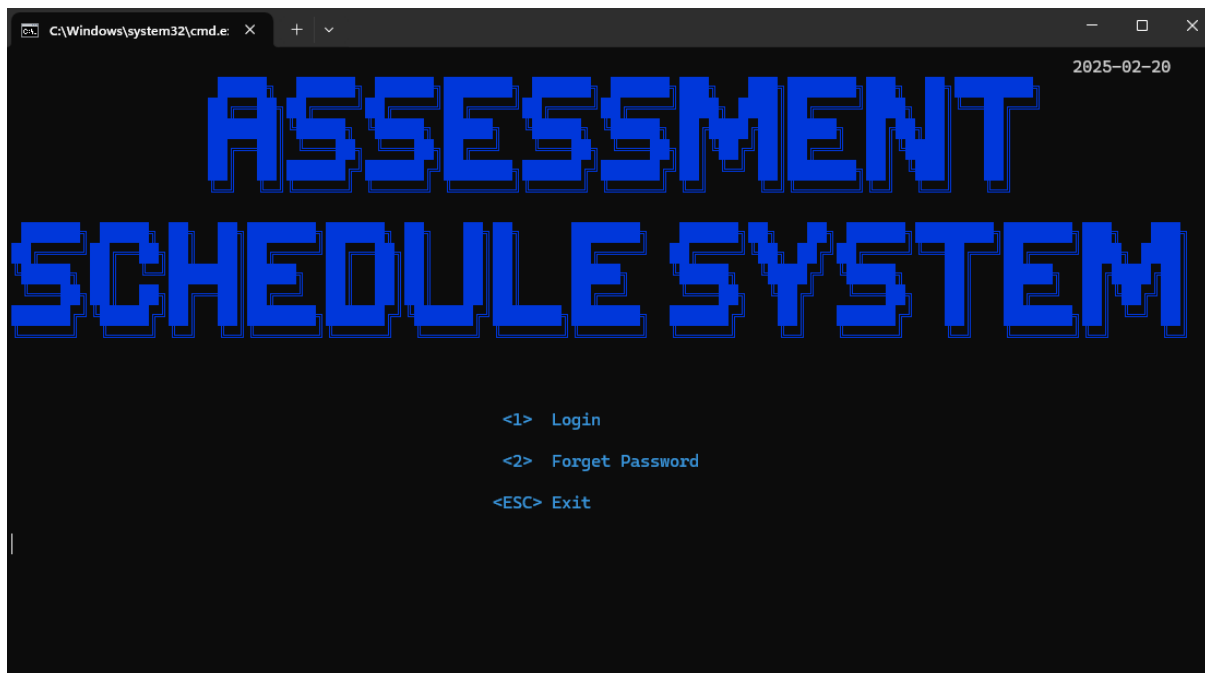 C:\Windows\system32\cmd.e:
2025-02-20
ASSESSMENT
SCHEDULE SYSTEM
<1> Login
<2> Forget Password
<ESC> Exit